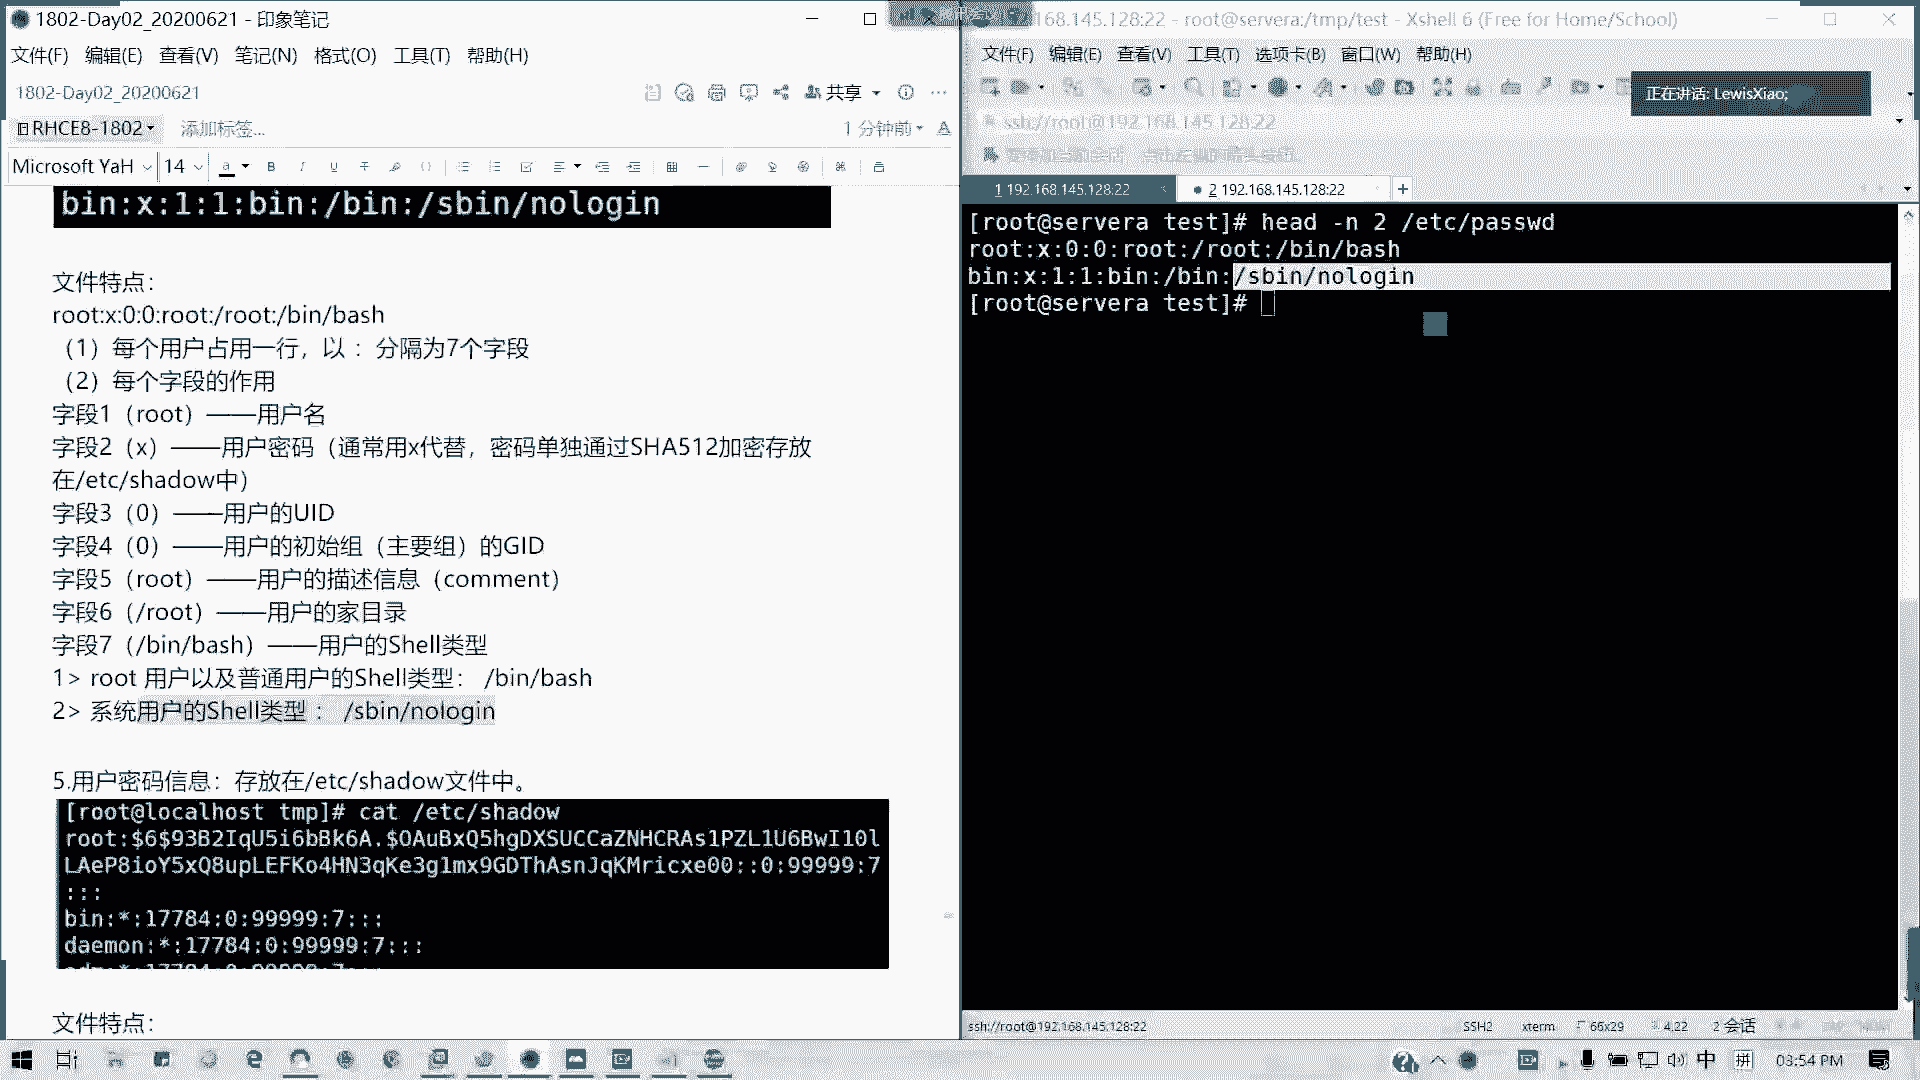 1802-Day02_20200621 - 印象笔记
文件(F) 编辑(E) 查看(V) 笔记(N) 格式(O) 工具(T) 帮助(H)
1802-Day02_20200621
共享
RHCE8-1802 添加标签...
1 分钟前
Microsoft YaH 14
bin:x:1:1:bin:/bin:/sbin/nologin
文件特点：
root:x:0:0:root:/root:/bin/bash
（1）每个用户占用一行，以 ：分隔为7个字段
（2）每个字段的作用
字段1（root）——用户名
字段2（x）——用户密码（通常用x代替，密码单独通过SHA512加密存放
在/etc/shadow中）
字段3（0）——用户的UID
字段4（0）——用户的初始组（主要组）的GID
字段5（root）——用户的描述信息（comment）
字段6（/root）——用户的家目录
字段7（/bin/bash）——用户的Shell类型
1> root 用户以及普通用户的Shell类型： /bin/bash
2> 系统用户的Shell类型 ： /sbin/nologin
5.用户密码信息：存放在/etc/shadow文件中。
[root@localhost tmp]# cat /etc/shadow
root:$6$93B2IqU5i6bBk6A.$OAuBxQ5hgDXSUCCaZNHCRAs1PZL1U6BwI10l
LAeP8ioY5xQ8upLEFKo4HN3qKe3g1mx9GDThAsnJqKMricxe00::0:99999:7
:::
bin:*:17784:0:99999:7:::
daemon:*:17784:0:99999:7:::
adm:*:17784:0:99999:7:::
文件特点：
168.145.128:22 - root@servera:/tmp/test - Xshell 6 (Free for Home/School)
文件(F) 编辑(E) 查看(V) 工具(T) 选项卡(B) 窗口(W) 帮助(H)
正在讲话: LewisXiao;
ssh://root@192.168.145.128:22
1 192.168.145.128:22
2 192.168.145.128:22
[root@servera test]# head -n 2 /etc/passwd
root:x:0:0:root:/root:/bin/bash
bin:x:1:1:bin:/bin:/sbin/nologin
[root@servera test]#
ssh://root@192.168.145.128:22
SSH2 xterm 66x29 4,22 2 会话
中 拼 03:54 PM